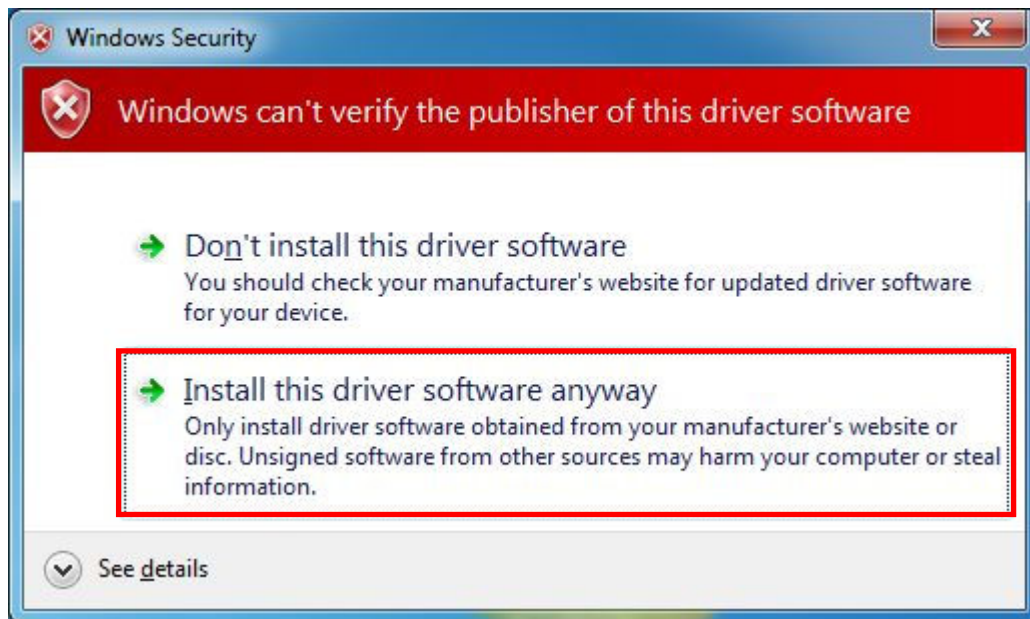 Windows Security
Windows can't verify the publisher of this driver software
Don't install this driver software
You should check your manufacturer's website for updated driver software
for your device.
Install this driver software anyway
Only install driver software obtained from your manufacturer's website or
disc. Unsigned software from other sources may harm your computer or steal
information.
See details